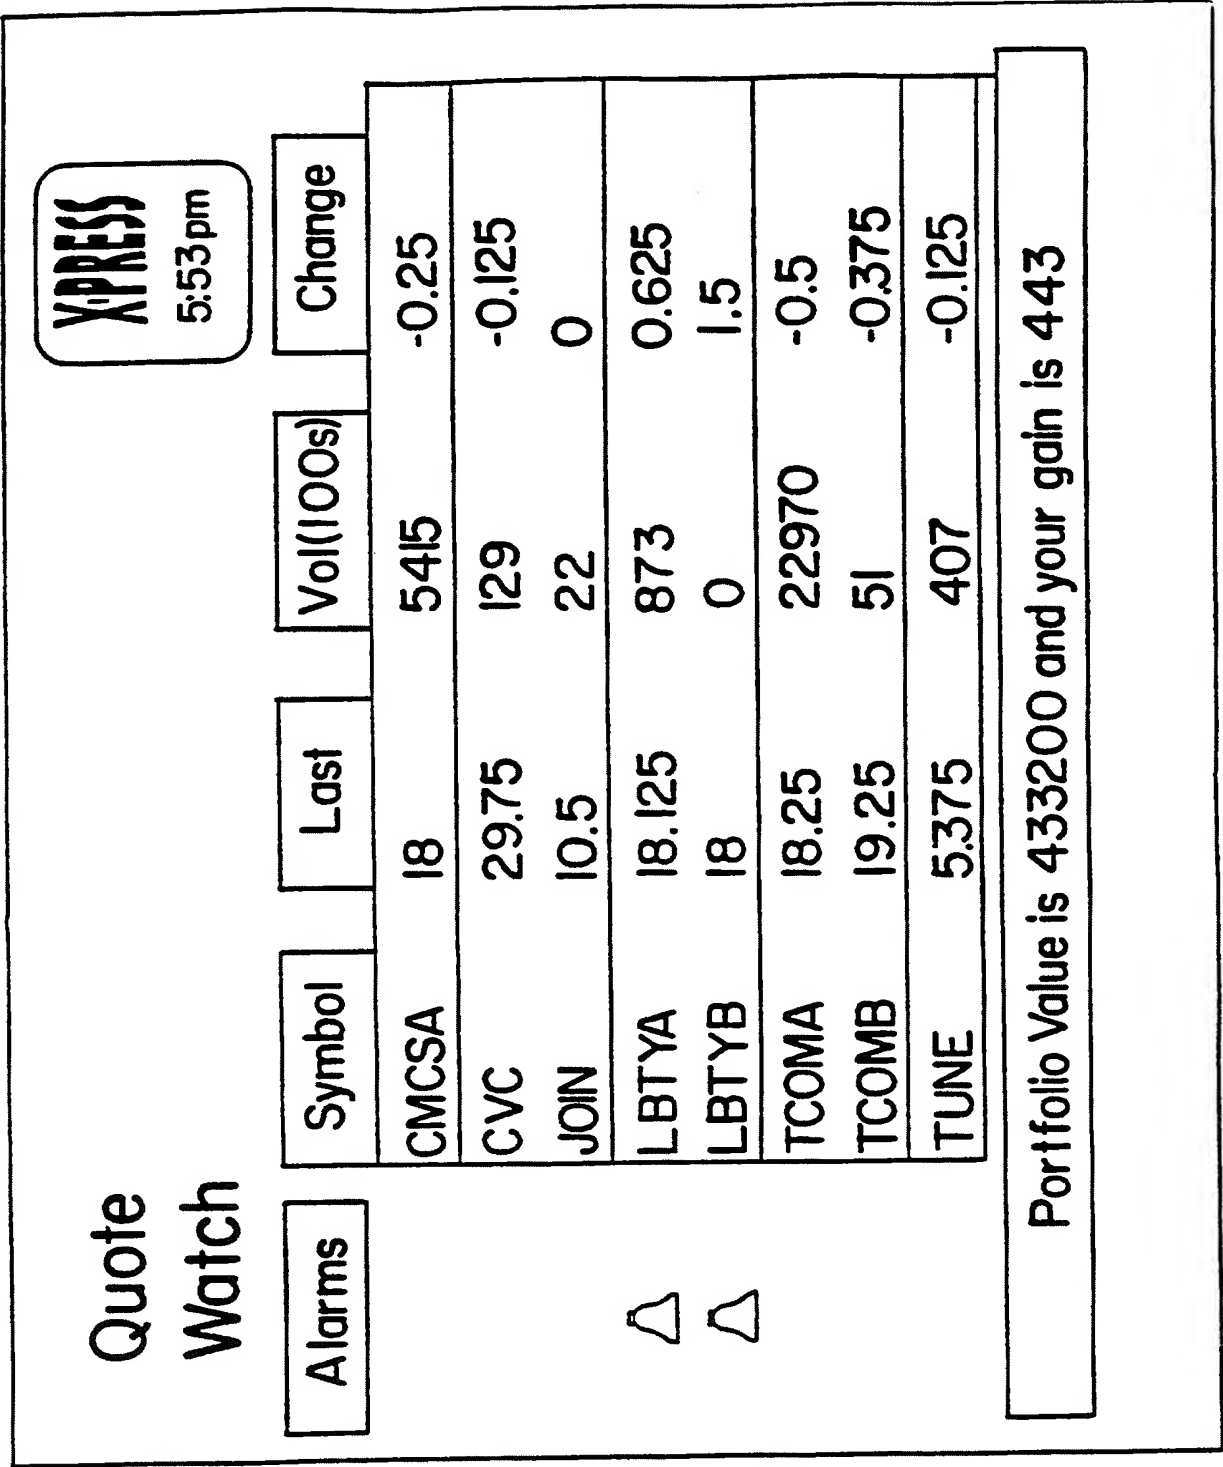 Quote
Watch
X·PRESS
5:53pm
Alarms Symbol Last Vol(100s) Change
CMCSA 18 5415 -0.25
CVC 29.75 129 -0.125
JOIN 10.5 22 0
LBTYA 18.125 873 0.625
LBTYB 18 0 1.5
TCOMA 18.25 22970 -0.5
TCOMB 19.25 51 -0.375
TUNE 5.375 407 -0.125
Portfolio Value is 433200 and your gain is 443